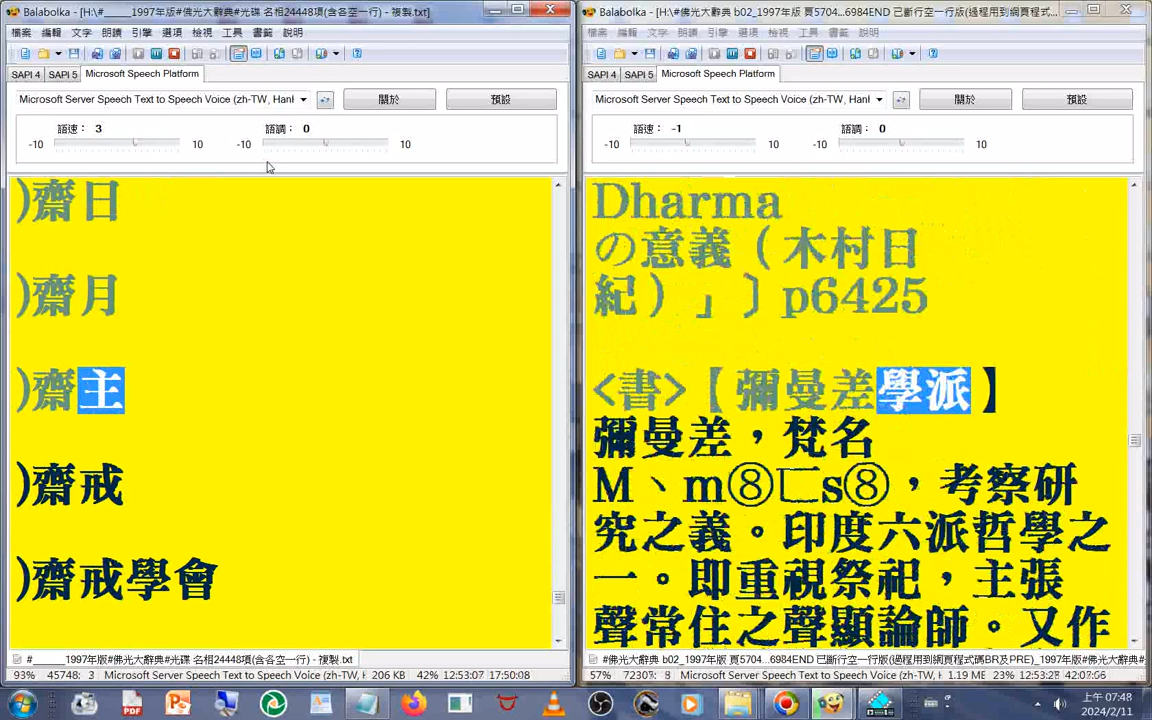 Balabolka - [H:\#_____1997年版#佛光大辭典#光碟 名相24448項(含各空一行) - 複製.txt]
檔案 編輯 文字 朗讀 引擎 選項 檢視 工具 書籤 說明
SAPI 4 SAPI 5 Microsoft Speech Platform
Microsoft Server Speech Text to Speech Voice (zh-TW, Hanl
關於 預設
語速： 3 語調： 0
-10 10 -10 10
)齋日
)齋月
)齋主
)齋戒
)齋戒學會
#_____1997年版#佛光大辭典#光碟 名相24448項(含各空一行) - 複製.txt
93% 45748: 3 Microsoft Server Speech Text to Speech Voice (zh-TW, H 206 KB 42% 12:53:07 17:50:08
Balabolka - [H:\#佛光大辭典 b02_1997年版 頁5704...6984END 已斷行空一行版(過程用到網頁程式...
檔案 編輯 文字 朗讀 引擎 選項 檢視 工具 書籤 說明
SAPI 4 SAPI 5 Microsoft Speech Platform
Microsoft Server Speech Text to Speech Voice (zh-TW, Hanl
關於 預設
語速： -1 語調： 0
-10 10 -10 10
Dharma
の意義（木村日
紀）」〕p6425
<書>【彌曼差學派】
彌曼差，梵名
M、m⑧匚s⑧，考察研
究之義。印度六派哲學之
一。即重視祭祀，主張
聲常住之聲顯論師。又作
#佛光大辭典 b02_1997年版 頁5704...6984END 已斷行空一行版(過程用到網頁程式碼BR及PRE)_1997年版#佛光大辭典#
57% 72307: 8 Microsoft Server Speech Text to Speech Voice (zh-TW, H 1.19 ME 23%
上午 07:48
2024/2/11